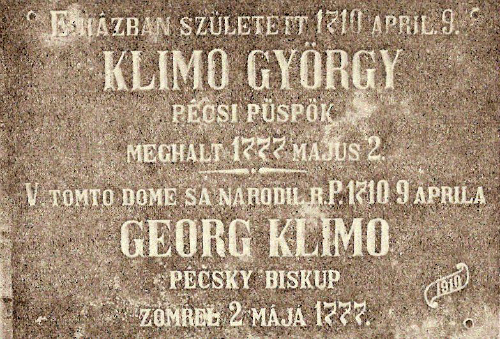 E HÁZBAN SZÜLETETT 1710 APRIL. 9.
KLIMO GYÖRGY
PÉCSI PÜSPÖK
MEGHALT 1777 MÁJUS 2.
V TOMTO DOME SA NARODIL R.P. 1710 9 APRILA
GEORG KLIMO
PÉČSKY BISKUP
ZOMREL 2 MÁJA 1777.
1910